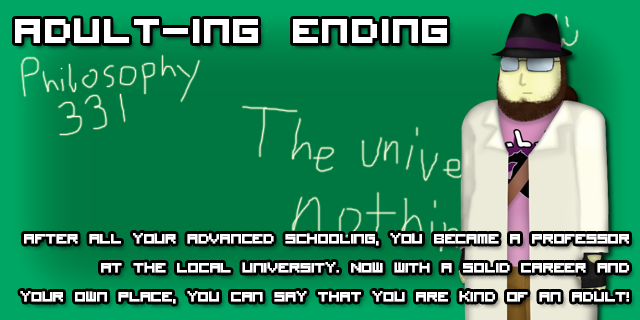 ADULT-ING ENDING
Philosophy
331
The unive
nothin
AFTER ALL YOUR ADVANCED SCHOOLING, YOU BECAME A PROFESSOR
AT THE LOCAL UNIVERSITY. NOW WITH A SOLID CAREER AND
YOUR OWN PLACE, YOU CAN SAY THAT YOU ARE KIND OF AN ADULT!